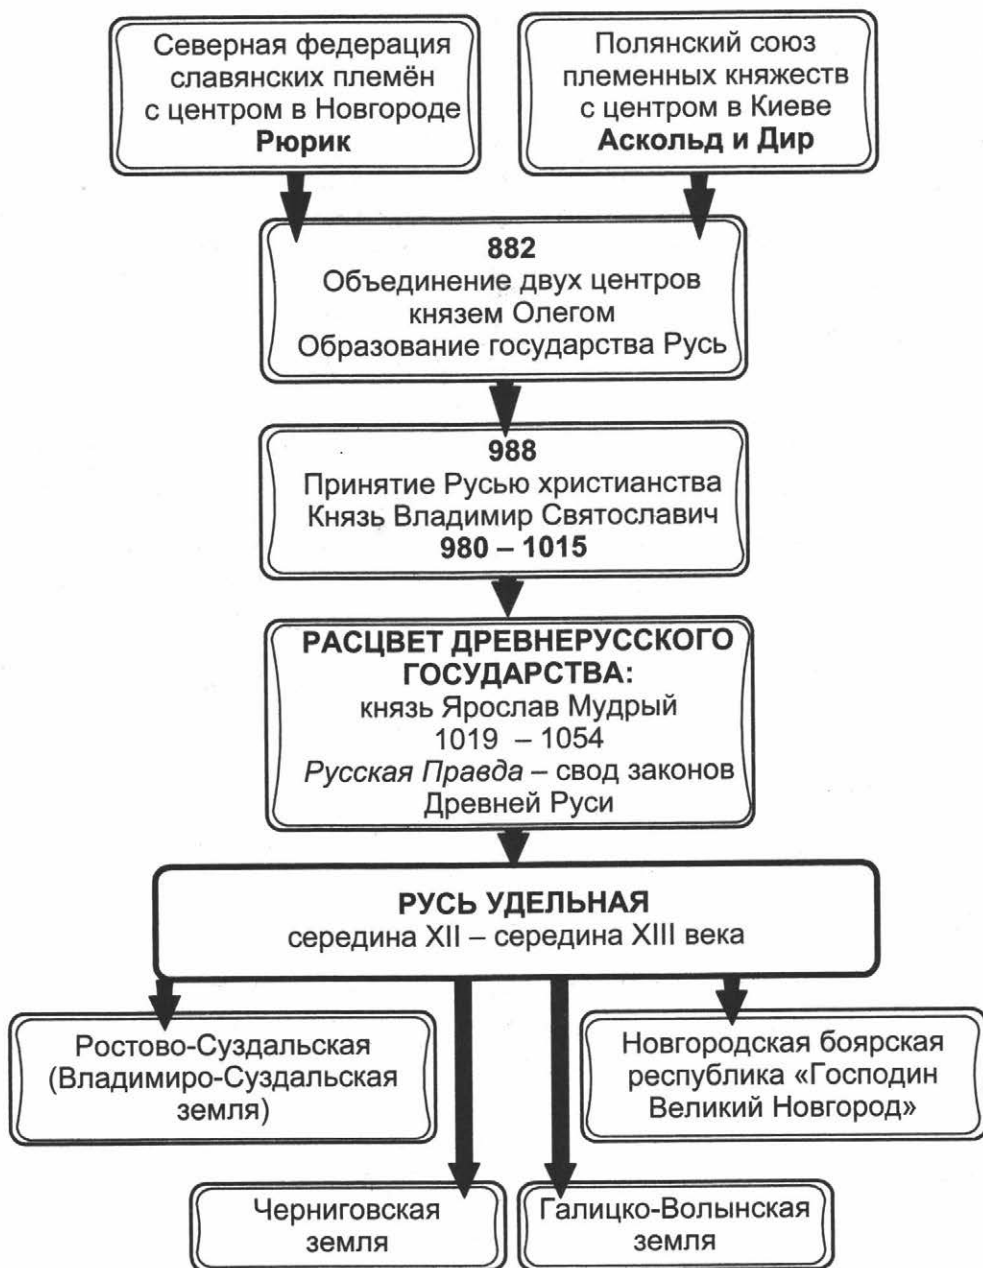 Северная федерация
славянских племён
с центром в Новгороде
Рюрик
Полянский союз
племенных княжеств
с центром в Киеве
Аскольд и Дир
882
Объединение двух центров
князем Олегом
Образование государства Русь
988
Принятие Русью христианства
Князь Владимир Святославич
980 – 1015
РАСЦВЕТ ДРЕВНЕРУССКОГО
ГОСУДАРСТВА:
князь Ярослав Мудрый
1019 – 1054
Русская Правда – свод законов
Древней Руси
РУСЬ УДЕЛЬНАЯ
середина XII – середина XIII века
Ростово-Суздальская
(Владимиро-Суздальская
земля)
Новгородская боярская
республика «Господин
Великий Новгород»
Черниговская
земля
Галицко-Волынская
земля